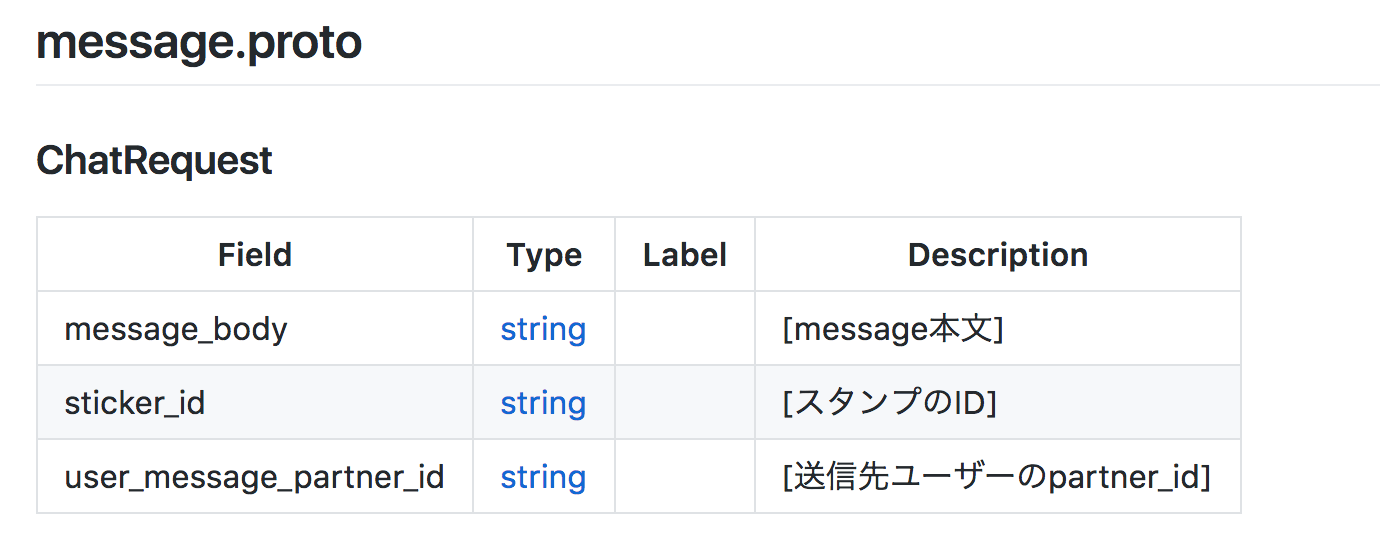 message.proto
ChatRequest
Field Type Label Description
message_body string [message本文]
sticker_id string [スタンプのID]
user_message_partner_id string [送信先ユーザーのpartner_id]